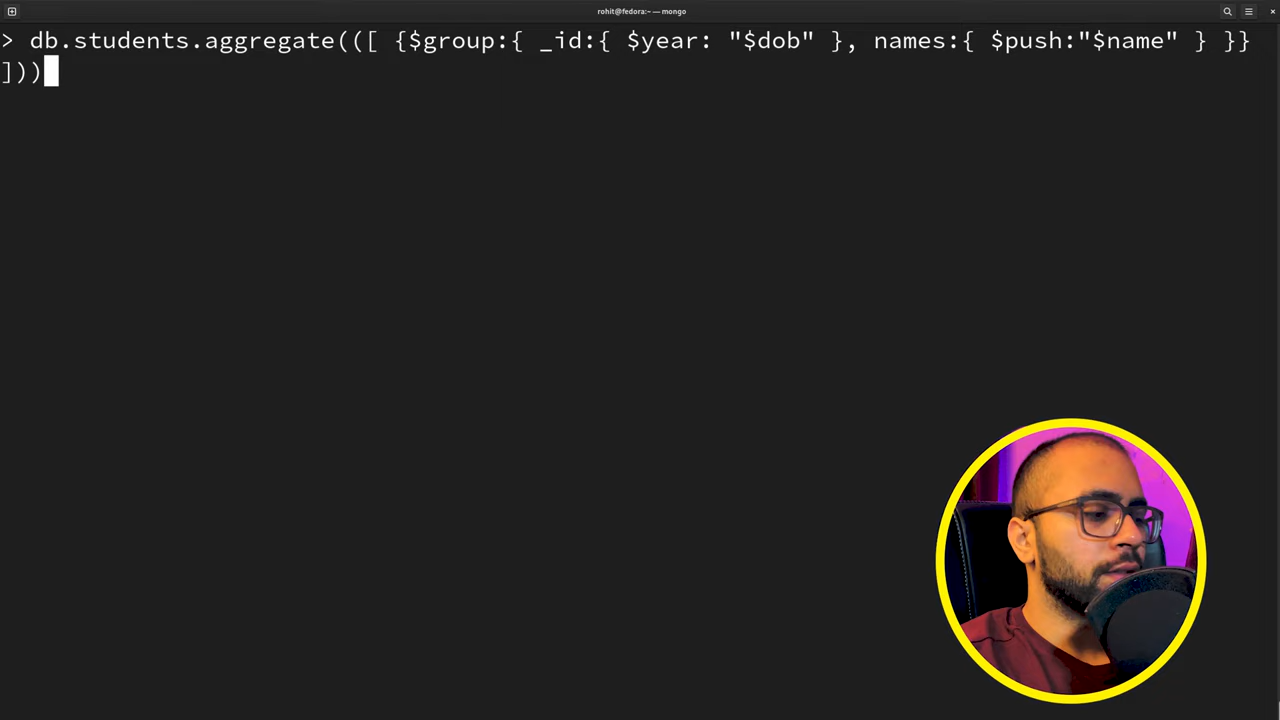 rohit@fedora:~ — mongo
> db.students.aggregate(([ {$group:{ _id:{ $year: "$dob" }, names:{ $push:"$name" } }}
]))